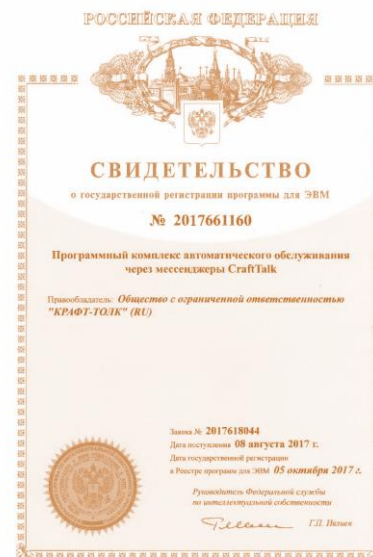 РОССИЙСКАЯ ФЕДЕРАЦИЯ
СВИДЕТЕЛЬСТВО
о государственной регистрации программы для ЭВМ
№ 2017661160
Программный комплекс автоматического обслуживания
через мессенджеры CraftTalk
Правообладатель: Общество с ограниченной ответственностью
"КРАФТ-ТОЛК" (RU)
Заявка № 2017618044
Дата поступления 08 августа 2017 г.
Дата государственной регистрации
в Реестре программ для ЭВМ 05 октября 2017 г.
Руководитель Федеральной службы
по интеллектуальной собственности
Г.П. Ивлиев